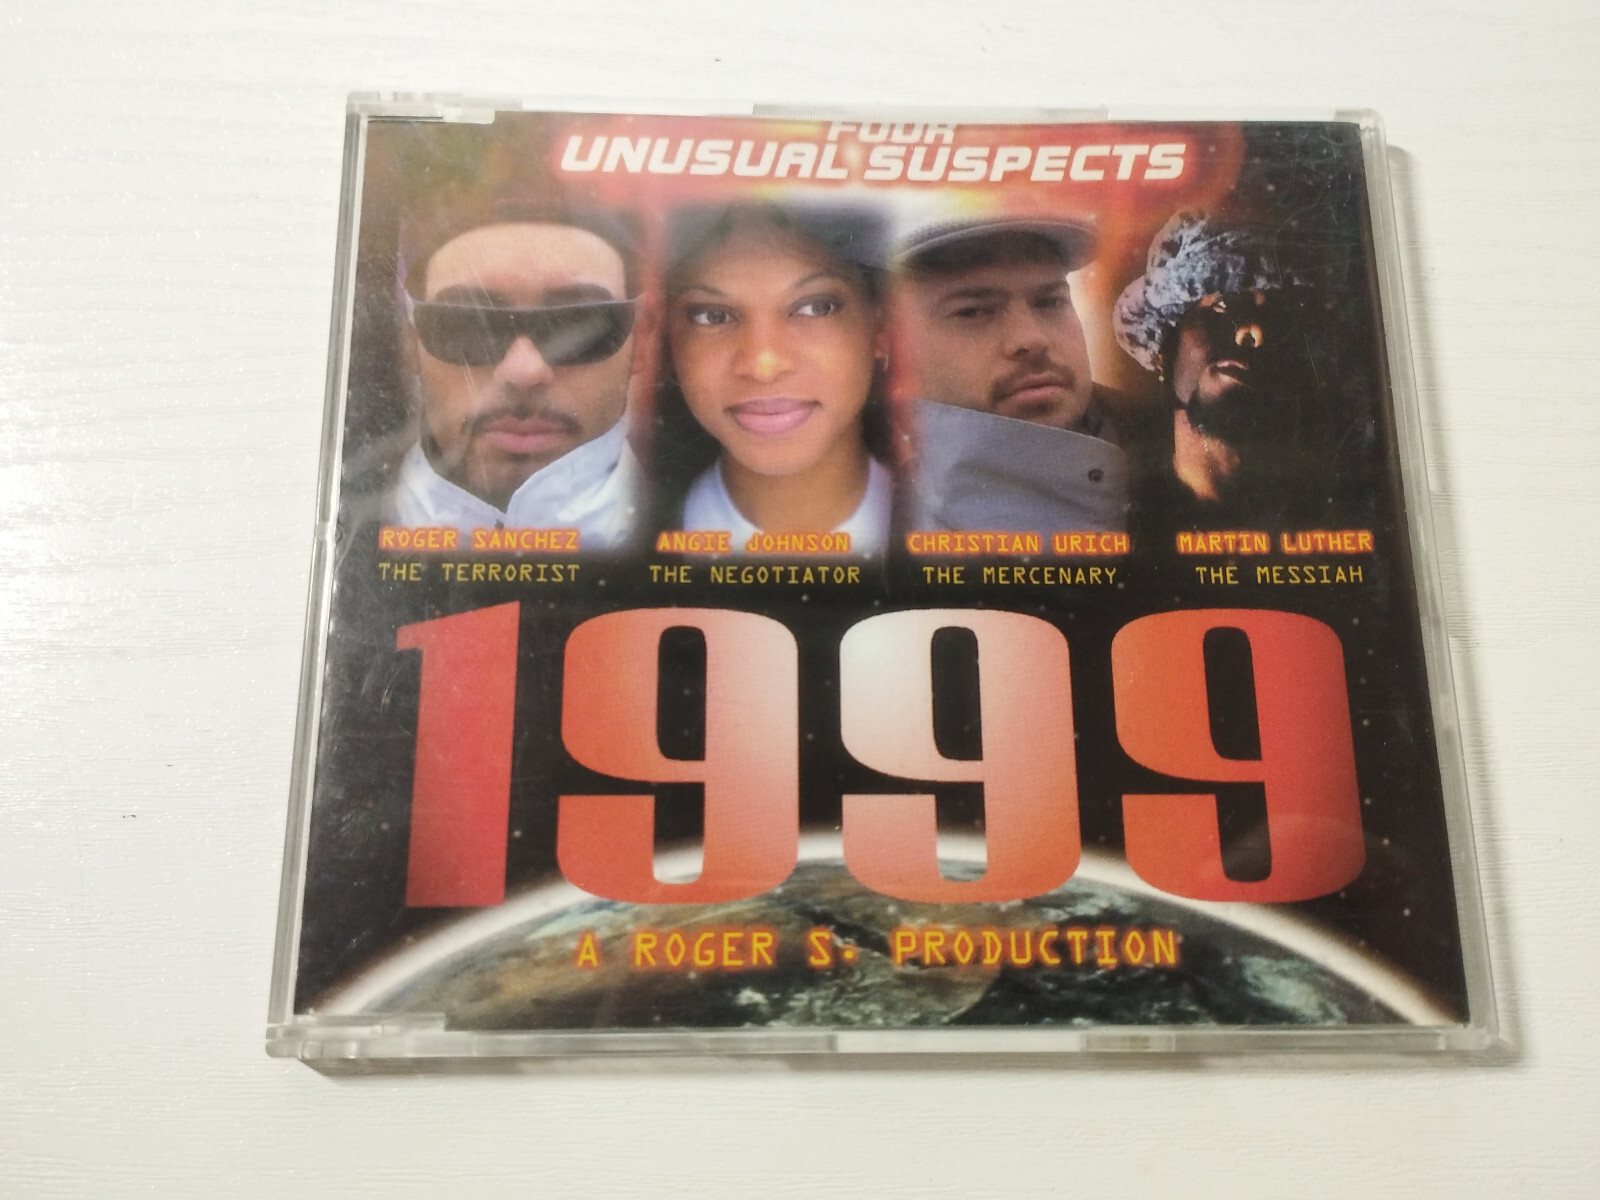 FOUR
UNUSUAL SUSPECTS
ROGER SANCHEZ ANGIE JOHNSON CHRISTIAN URICH MARTIN LUTHER
THE TERRORIST THE NEGOTIATOR THE MERCENARY THE MESSIAH
1999
A ROGER S. PRODUCTION